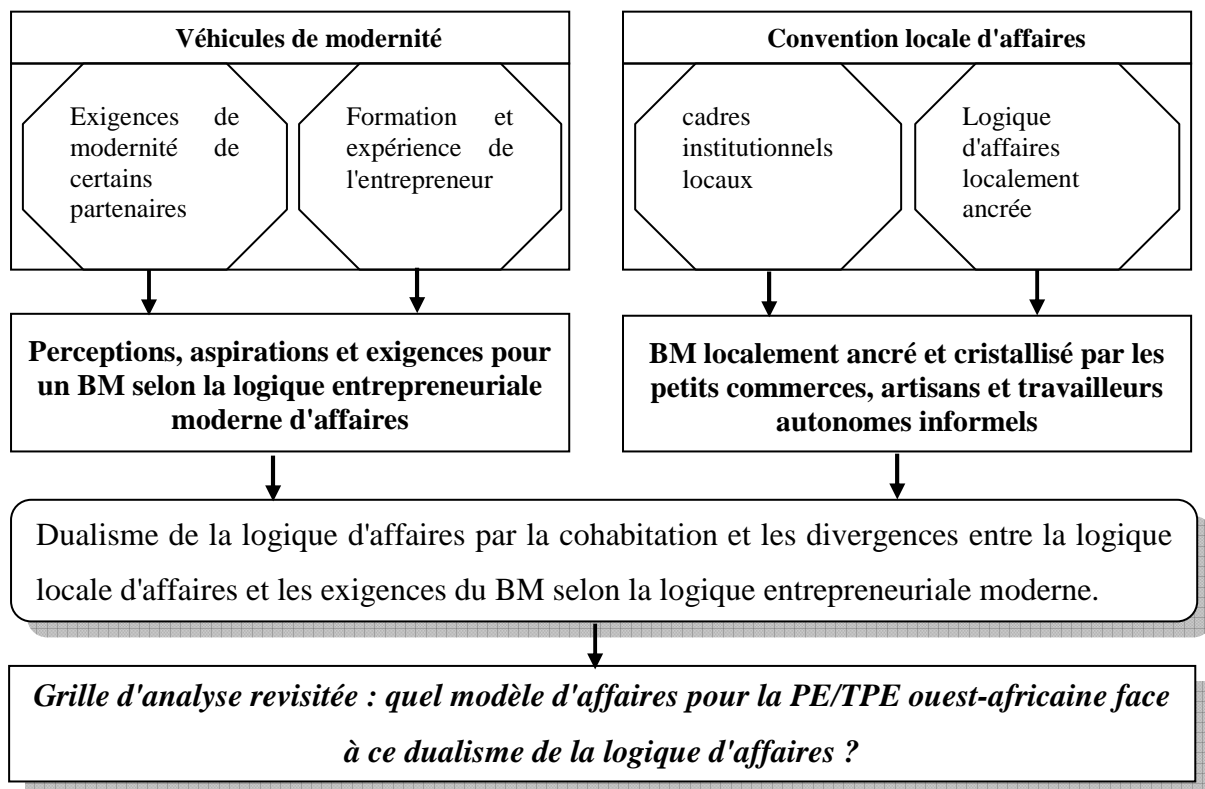 Véhicules de modernité
Exigences de
modernité de
certains
partenaires
Formation et
expérience de
l'entrepreneur
Convention locale d'affaires
cadres
institutionnels
locaux
Logique
d'affaires
localement
ancrée
Perceptions, aspirations et exigences pour
un BM selon la logique entrepreneuriale
moderne d'affaires
BM localement ancré et cristallisé par les
petits commerces, artisans et travailleurs
autonomes informels
Dualisme de la logique d'affaires par la cohabitation et les divergences entre la logique
locale d'affaires et les exigences du BM selon la logique entrepreneuriale moderne.
Grille d'analyse revisitée : quel modèle d'affaires pour la PE/TPE ouest-africaine face
à ce dualisme de la logique d'affaires ?